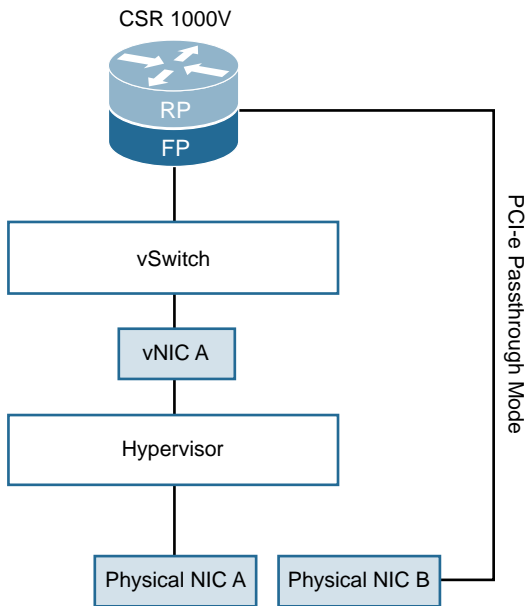 CSR 1000V
RP
FP
vSwitch
vNIC A
Hypervisor
Physical NIC A
Physical NIC B
PCI-e Passthrough Mode